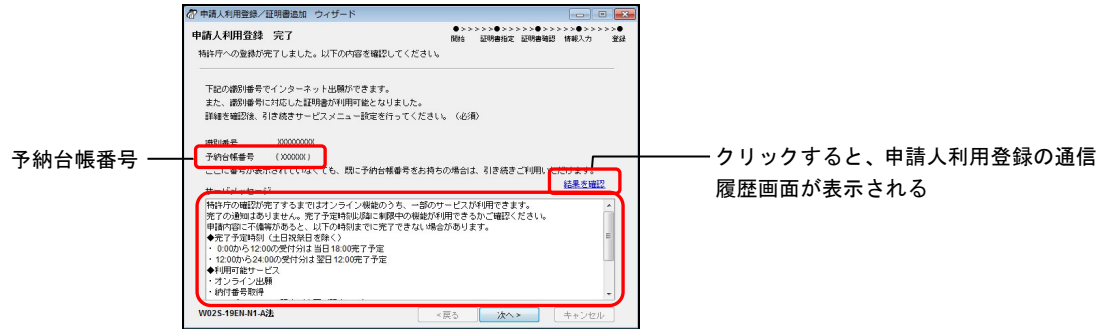 申請人利用登録／証明書追加 ウィザード
申請人利用登録 完了
●>>>>>●>>>>>●>>>>>●>>>>>●
開始 証明書指定 証明書確認 情報入力 登録
特許庁への登録が完了しました。以下の内容を確認してください。
下記の識別番号でインターネット出願ができます。
また、識別番号に対応した証明書が利用可能となりました。
詳細を確認後、引き続きサービスメニュー設定を行ってください。（必須）
識別番号 XXXXXXXXX
予納台帳番号 （XXXXXX）
ここに番号が表示されていなくても、既に予納台帳番号をお持ちの場合は、引き続きご利用いただけます。
結果を確認
サーバメッセージ
特許庁の確認が完了するまではオンライン機能のうち、一部のサービスが利用できます。
完了の通知はありません。完了予定時刻以降に制限中の機能が利用できるかご確認ください。
申請内容に不備等があると、以下の時刻までに完了できない場合があります。
◆完了予定時刻（土日祝祭日を除く）
・ 0:00から12:00の受付分は当日18:00完了予定
・ 12:00から24:00の受付分は翌日12:00完了予定
◆利用可能サービス
・オンライン出願
・納付番号取得
W02S-19EN-N1-A法
<戻る
次へ>
キャンセル
予納台帳番号
クリックすると、申請人利用登録の通信
履歴画面が表示される